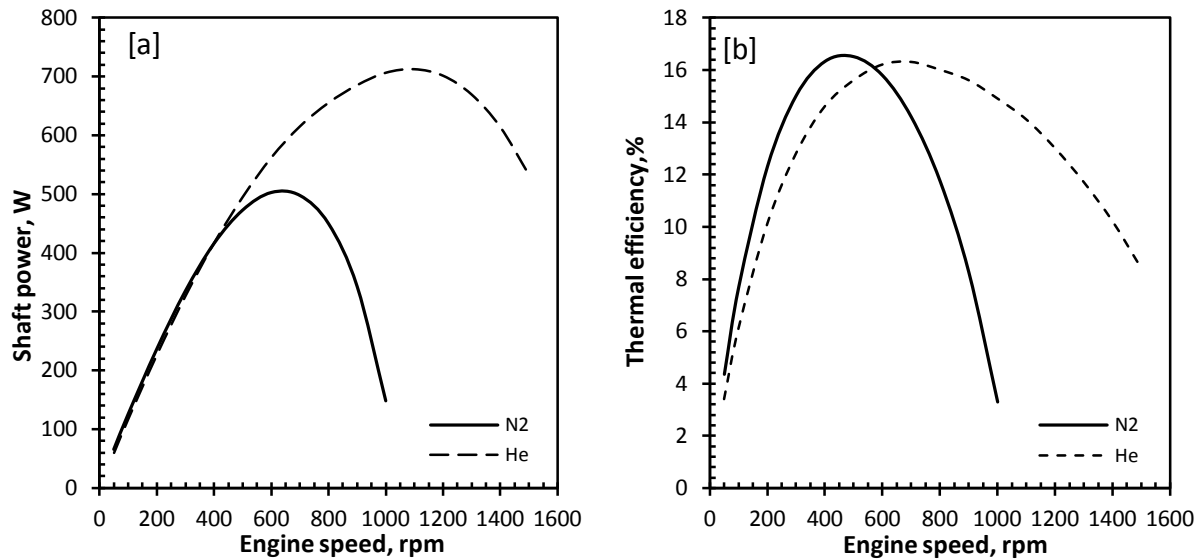 [a]
Shaft power, W
800
700
600
500
400
300
200
100
0
0 200 400 600 800 1000 1200 1400 1600
Engine speed, rpm
N2
He
[b]
Thermal efficiency,%
18
16
14
12
10
8
6
4
2
0
0 200 400 600 800 1000 1200 1400 1600
Engine speed, rpm
N2
He